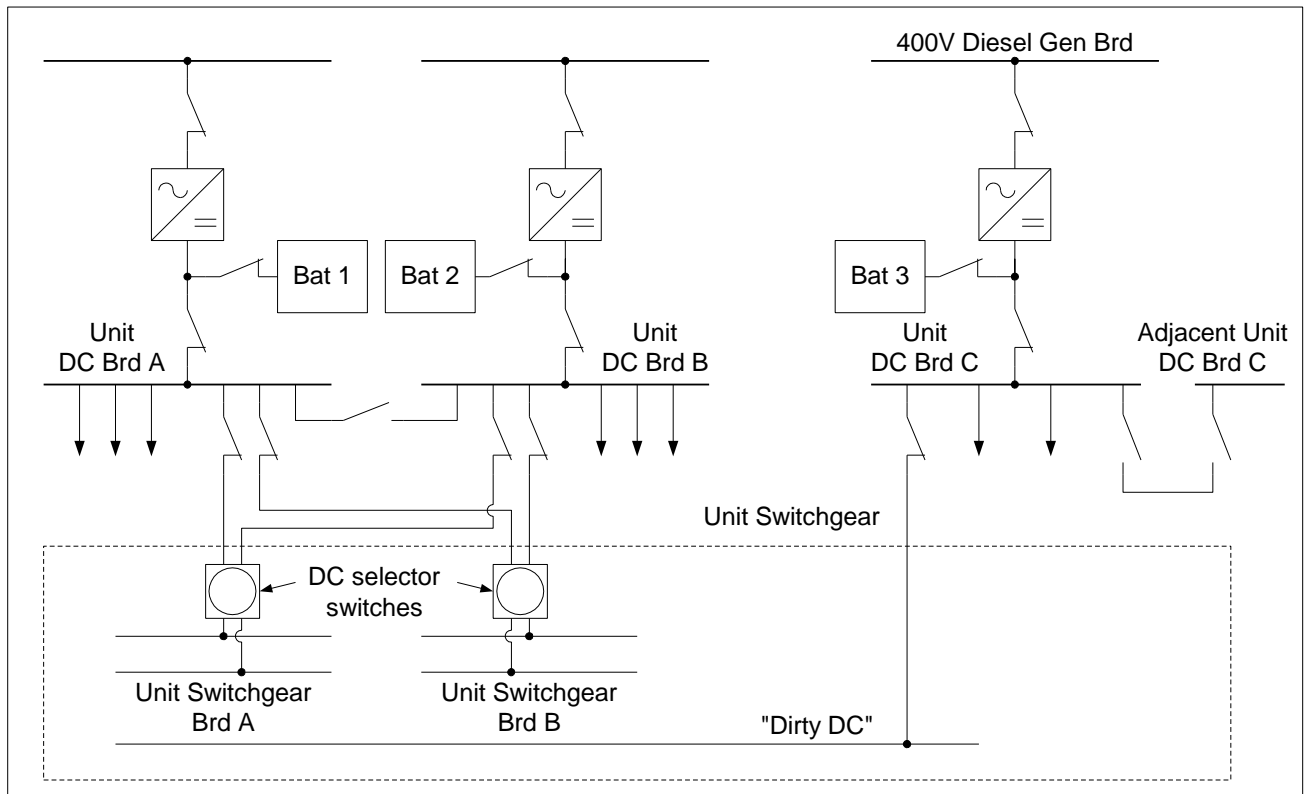 400V Diesel Gen Brd
Bat 1
Bat 2
Bat 3
Unit
DC Brd A
Unit
DC Brd B
Unit
DC Brd C
Adjacent Unit
DC Brd C
Unit Switchgear
DC selector
switches
Unit Switchgear
Brd A
Unit Switchgear
Brd B
"Dirty DC"